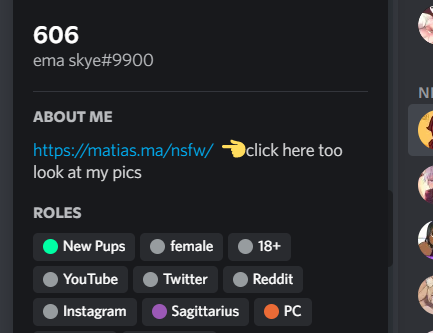 606
ema skye#9900
ABOUT ME
https://matias.ma/nsfw/ 👈click here too
look at my pics
ROLES
New Pups female 18+
YouTube Twitter Reddit
Instagram Sagittarius PC